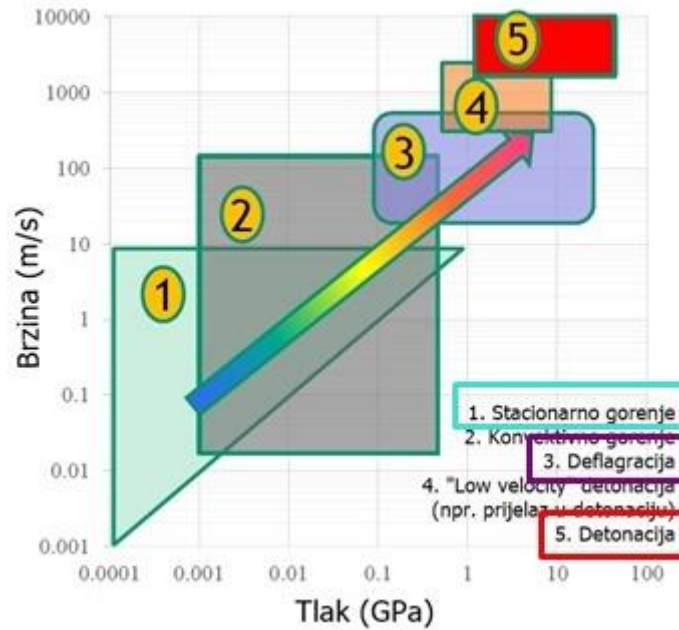 10000
1000
100
10
1
0.1
0.01
0.001
Brzina (m/s)
1
2
3
4
5
1. Stacionarno gorenje
2. Konvektivno gorenje
3. Deflagracija
4. "Low velocity" detonacija
(npr. prijelaz u detonaciju)
5. Detonacija
0.0001 0.001 0.01 0.1 1 10 100
Tlak (GPa)